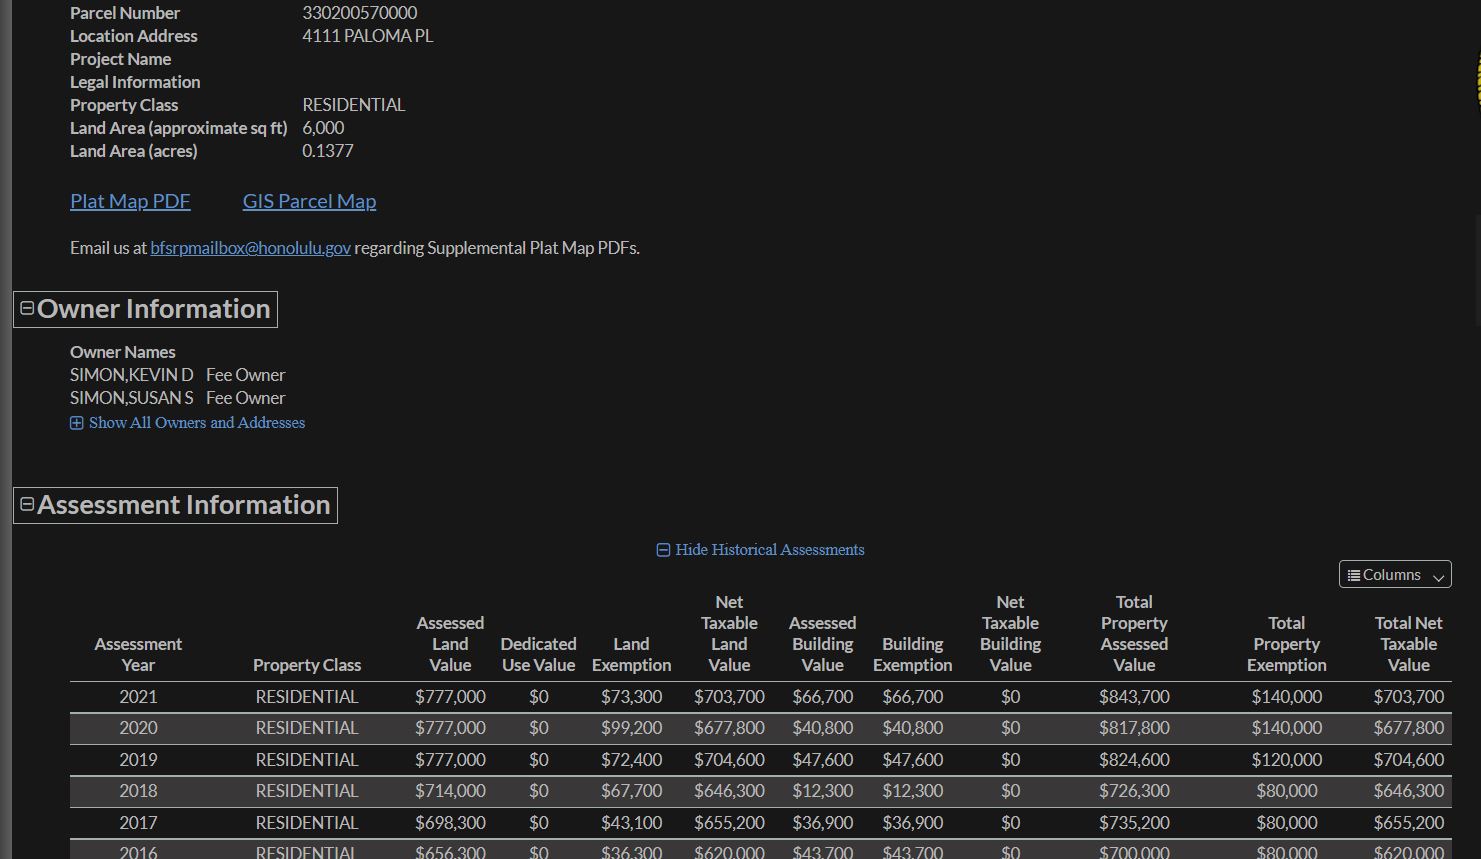 Parcel Number 330200570000
Location Address 4111 PALOMA PL
Project Name
Legal Information
Property Class RESIDENTIAL
Land Area (approximate sq ft) 6,000
Land Area (acres) 0.1377
Plat Map PDF GIS Parcel Map
Email us at bfsrpmailbox@honolulu.gov regarding Supplemental Plat Map PDFs.
Owner Information
Owner Names
SIMON,KEVIN D Fee Owner
SIMON,SUSAN S Fee Owner
Show All Owners and Addresses
Assessment Information
Hide Historical Assessments
Columns
Assessment Year Property Class Assessed Land Value Dedicated Use Value Land Exemption Net Taxable Land Value Assessed Building Value Building Exemption Net Taxable Building Value Total Property Assessed Value Total Property Exemption Total Net Taxable Value
2021 RESIDENTIAL $777,000 $0 $73,300 $703,700 $66,700 $66,700 $0 $843,700 $140,000 $703,700
2020 RESIDENTIAL $777,000 $0 $99,200 $677,800 $40,800 $40,800 $0 $817,800 $140,000 $677,800
2019 RESIDENTIAL $777,000 $0 $72,400 $704,600 $47,600 $47,600 $0 $824,600 $120,000 $704,600
2018 RESIDENTIAL $714,000 $0 $67,700 $646,300 $12,300 $12,300 $0 $726,300 $80,000 $646,300
2017 RESIDENTIAL $698,300 $0 $43,100 $655,200 $36,900 $36,900 $0 $735,200 $80,000 $655,200
2016 RESIDENTIAL $656,300 $0 $36,300 $620,000 $43,700 $43,700 $0 $700,000 $80,000 $620,000